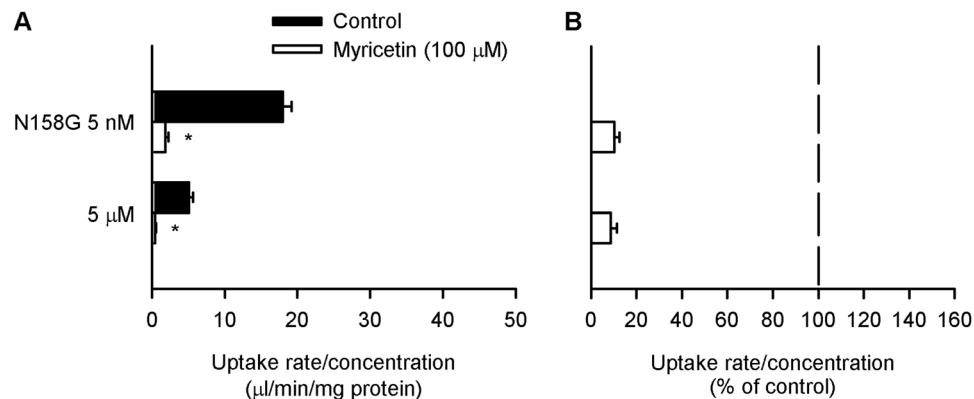 A
Control
Myricetin (100 μM)
B
N158G 5 nM
*
5 μM
*
0 10 20 30 40 50
0 20 40 60 80 100 120 140 160
Uptake rate/concentration
(μl/min/mg protein)
Uptake rate/concentration
(% of control)